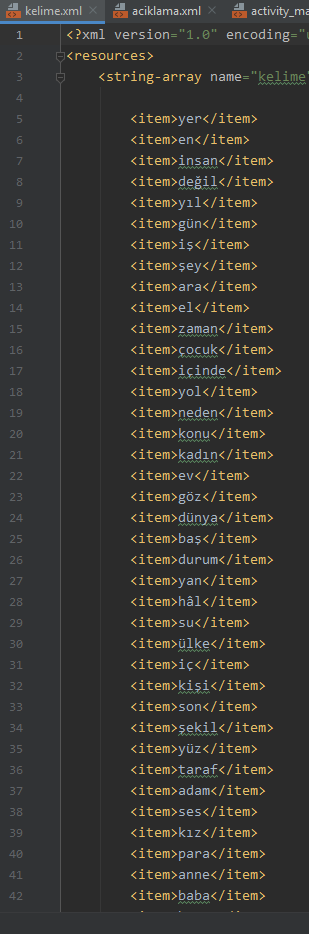 kelime.xml aciklama.xml activity_ma
1 <?xml version="1.0" encoding="u
2 <resources>
3 <string-array name="kelime"
4
5 <item>yer</item>
6 <item>en</item>
7 <item>insan</item>
8 <item>değil</item>
9 <item>yıl</item>
10 <item>gün</item>
11 <item>iş</item>
12 <item>şey</item>
13 <item>ara</item>
14 <item>el</item>
15 <item>zaman</item>
16 <item>çocuk</item>
17 <item>içinde</item>
18 <item>yol</item>
19 <item>neden</item>
20 <item>konu</item>
21 <item>kadın</item>
22 <item>ev</item>
23 <item>göz</item>
24 <item>dünya</item>
25 <item>baş</item>
26 <item>durum</item>
27 <item>yan</item>
28 <item>hâl</item>
29 <item>su</item>
30 <item>ülke</item>
31 <item>iç</item>
32 <item>kişi</item>
33 <item>son</item>
34 <item>şekil</item>
35 <item>yüz</item>
36 <item>taraf</item>
37 <item>adam</item>
38 <item>ses</item>
39 <item>kız</item>
40 <item>para</item>
41 <item>anne</item>
42 <item>baba</item>